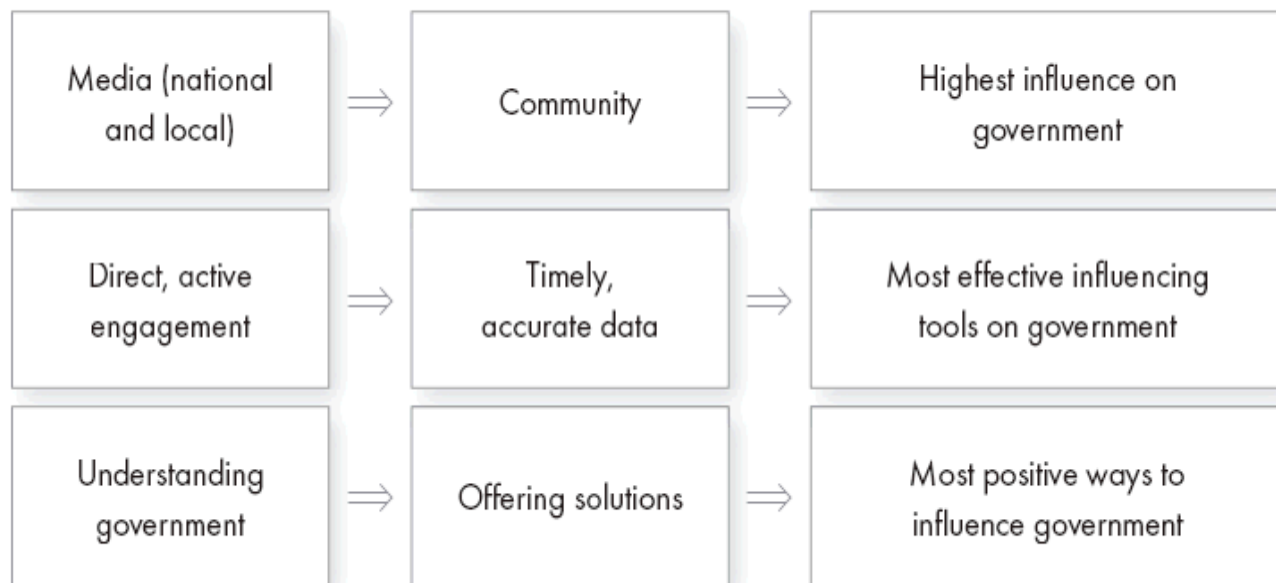 Media (national
and local)
Community
Highest influence on
government
Direct, active
engagement
Timely,
accurate data
Most effective influencing
tools on government
Understanding
government
Offering solutions
Most positive ways to
influence government